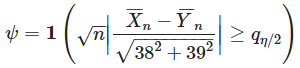 ψ = 1 ( √n | (X̄ₙ − Ȳₙ) / √(38² + 39²) | ≥ q_{η/2} )